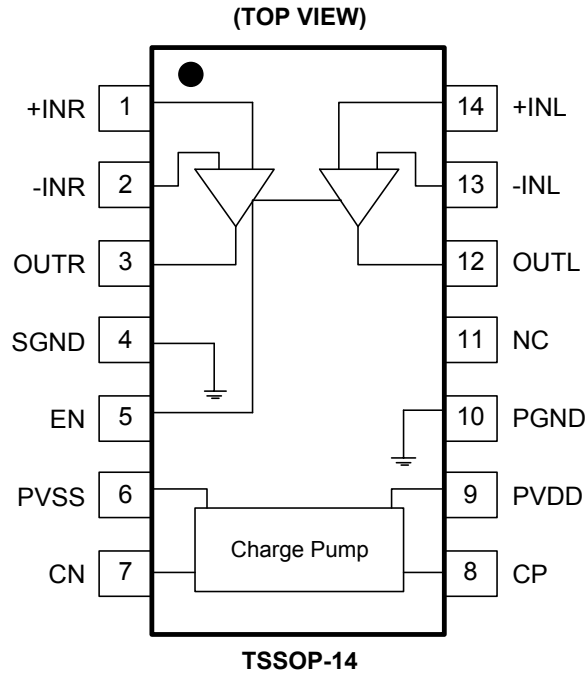 (TOP VIEW)
+INR 1 14 +INL
-INR 2 13 -INL
OUTR 3 12 OUTL
SGND 4 11 NC
EN 5 10 PGND
PVSS 6 9 PVDD
Charge Pump
CN 7 8 CP
TSSOP-14